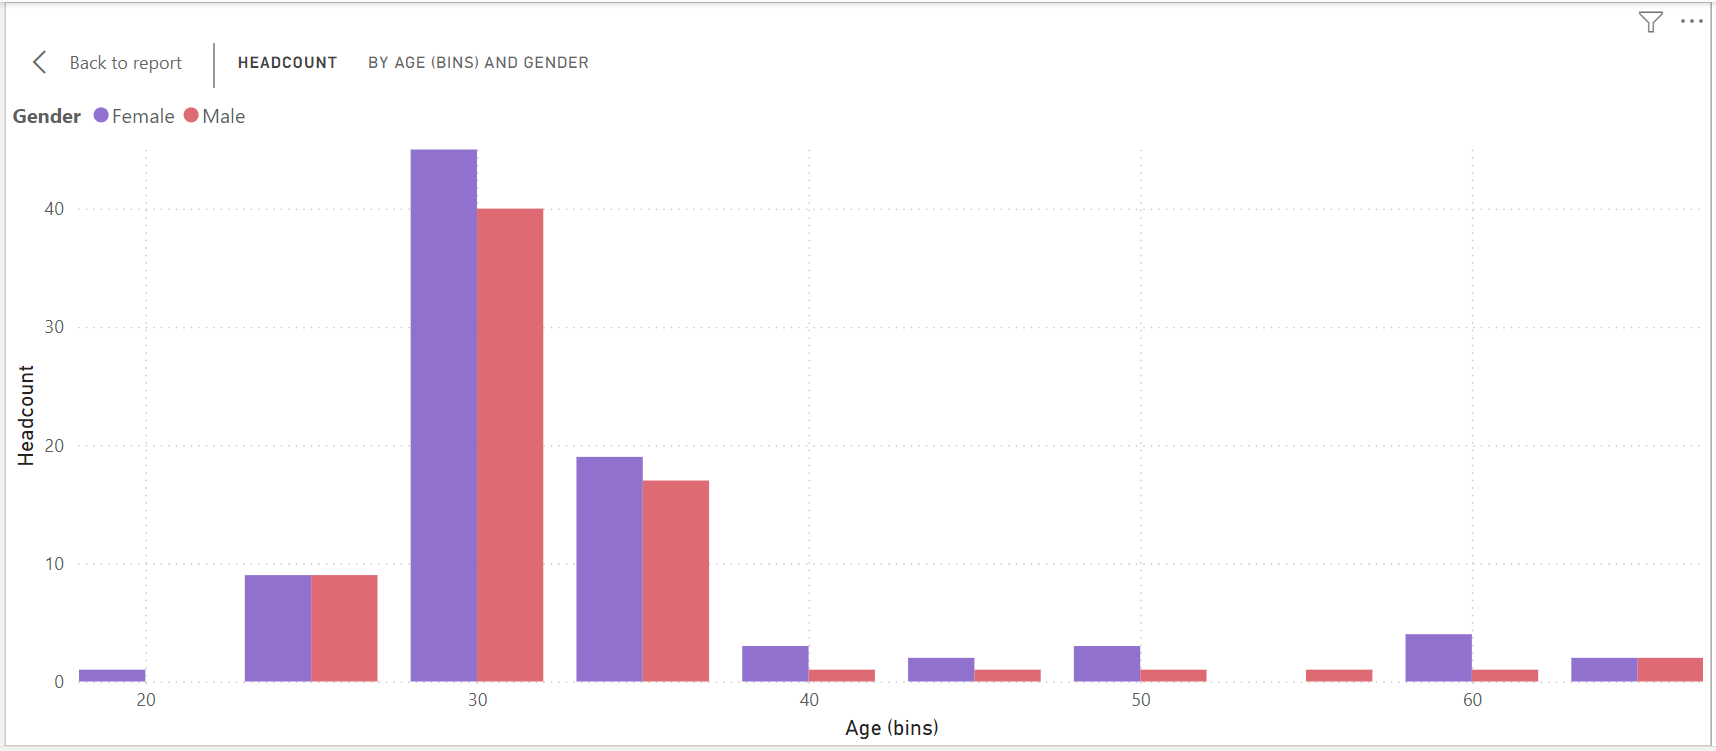 Back to report
HEADCOUNT BY AGE (BINS) AND GENDER
Gender Female Male
40
30
20
10
0
Headcount
20 30 40 50 60
Age (bins)